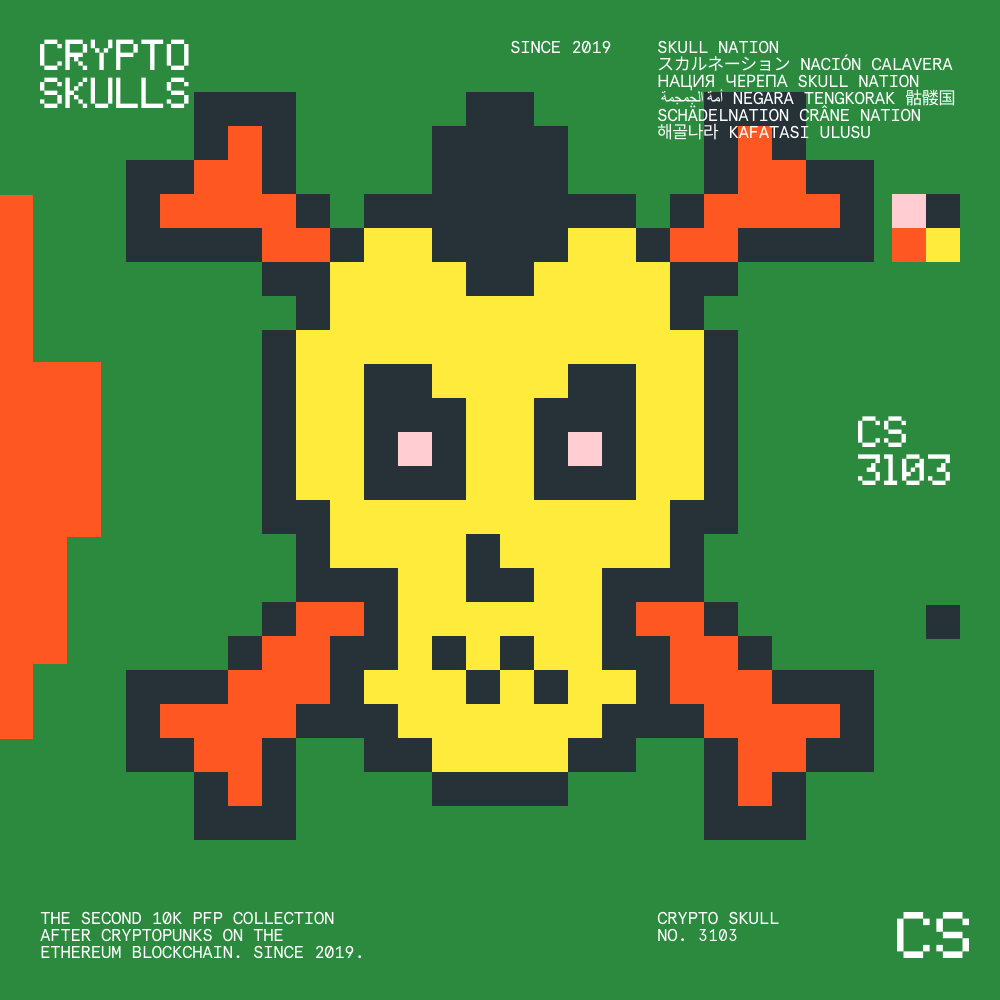 CRYPTO
SKULLS
SINCE 2019
SKULL NATION
スカルネーション NACIÓN CALAVERA
НАЦИЯ ЧЕРЕПА SKULL NATION
أمة الجمجمة NEGARA TENGKORAK 骷髅国
SCHÄDELNATION CRÂNE NATION
해골나라 KAFATASI ULUSU
CS
3103
THE SECOND 10K PFP COLLECTION
AFTER CRYPTOPUNKS ON THE
ETHEREUM BLOCKCHAIN. SINCE 2019.
CRYPTO SKULL
NO. 3103
CS